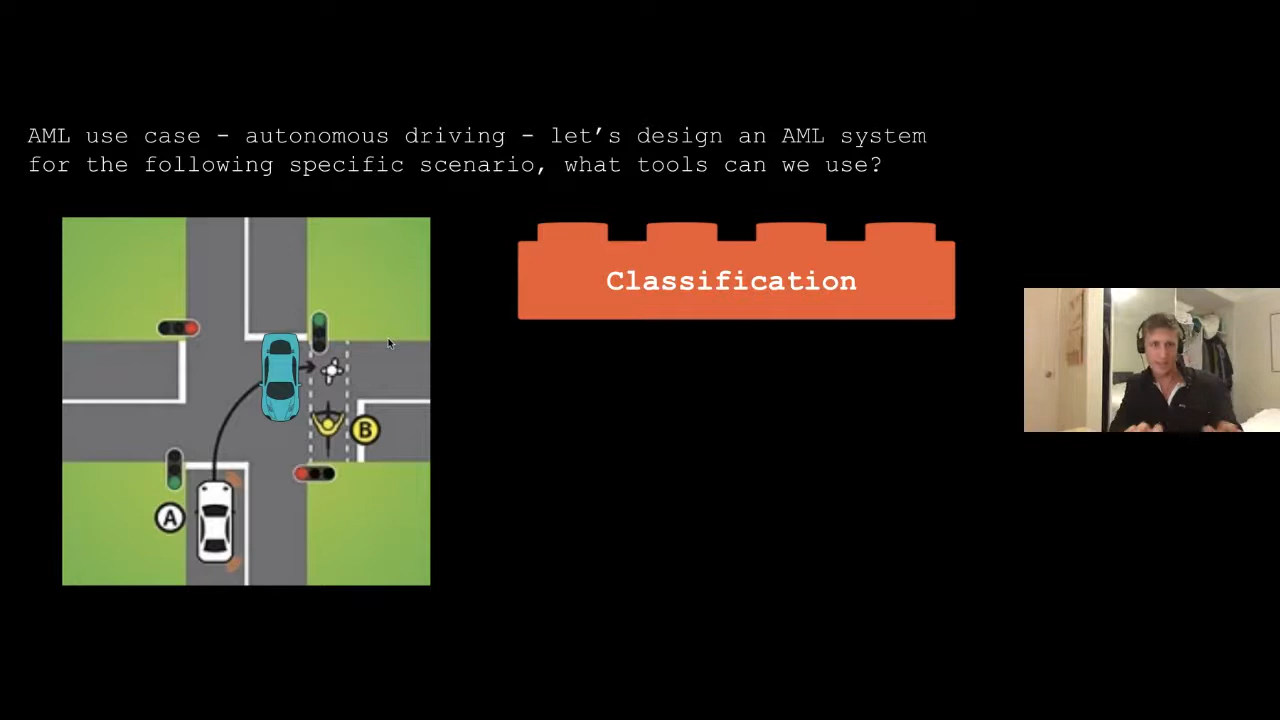 AML use case - autonomous driving - let’s design an AML system
for the following specific scenario, what tools can we use?
Classification
B
A